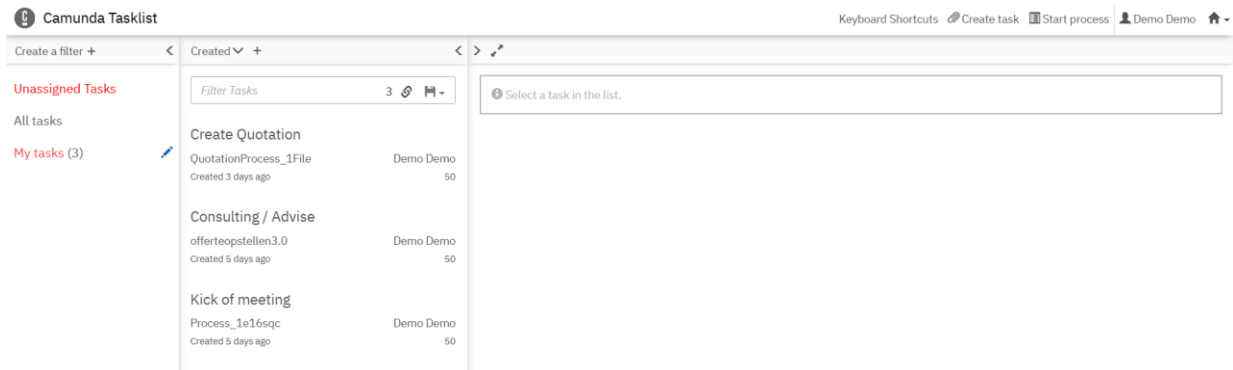 Camunda Tasklist
Keyboard Shortcuts Create task Start process Demo Demo
Create a filter +
Created +
Unassigned Tasks
All tasks
My tasks (3)
Filter Tasks 3
Create Quotation
QuotationProcess_1File Demo Demo
Created 3 days ago 50
Consulting / Advise
offerteopstellen3.0 Demo Demo
Created 5 days ago 50
Kick of meeting
Process_1e16sqc Demo Demo
Created 5 days ago 50
Select a task in the list.